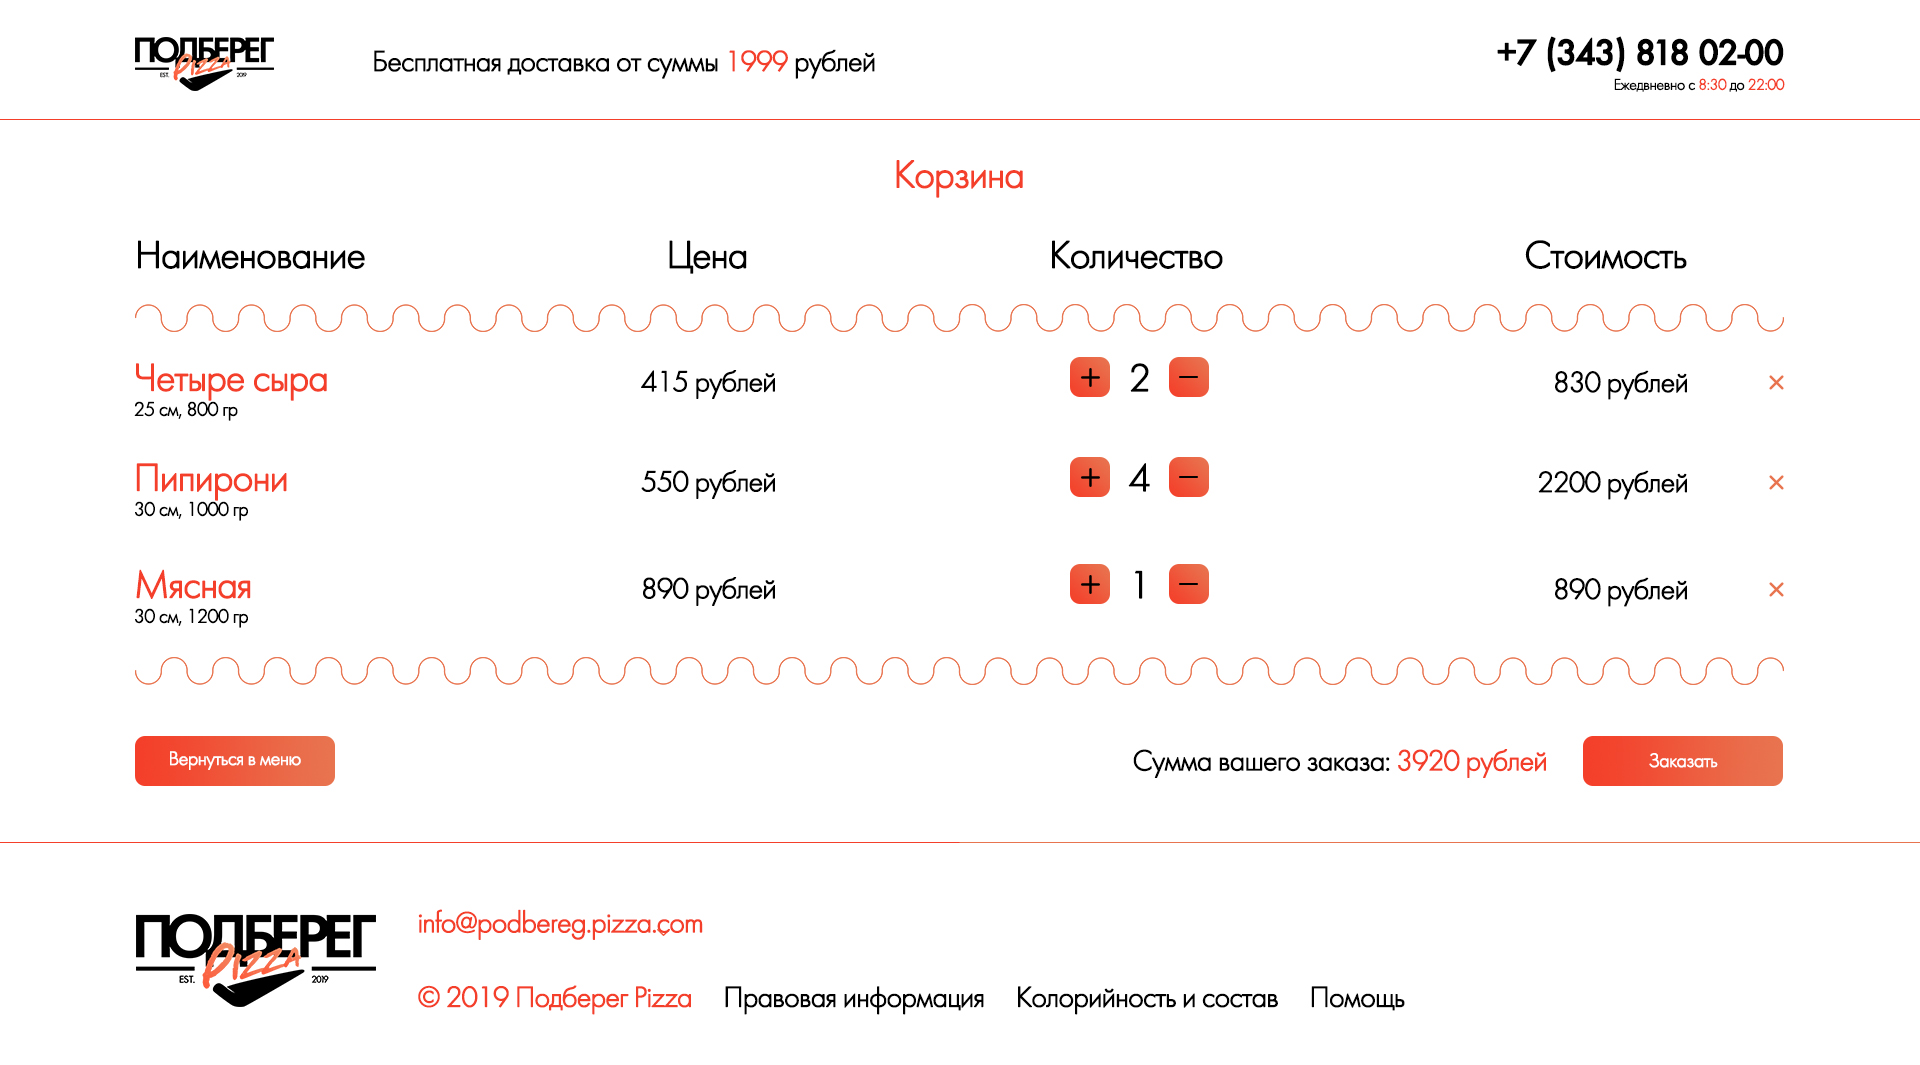 ПОДБЕРЕГ
Pizza
EST. 2019
Бесплатная доставка от суммы 1999 рублей
+7 (343) 818 02-00
Ежедвневно с 8:30 до 22:00
Корзина
Наименование Цена Количество Стоимость
Четыре сыра 415 рублей + 2 − 830 рублей ×
25 см, 800 гр
Пипирони 550 рублей + 4 − 2200 рублей ×
30 см, 1000 гр
Мясная 890 рублей + 1 − 890 рублей ×
30 см, 1200 гр
Вернуться в меню Сумма вашего заказа: 3920 рублей Заказать
ПОДБЕРЕГ
Pizza
EST. 2019
info@podbereg.pizza.com
© 2019 Подберег Pizza Правовая информация Колорийность и состав Помощь